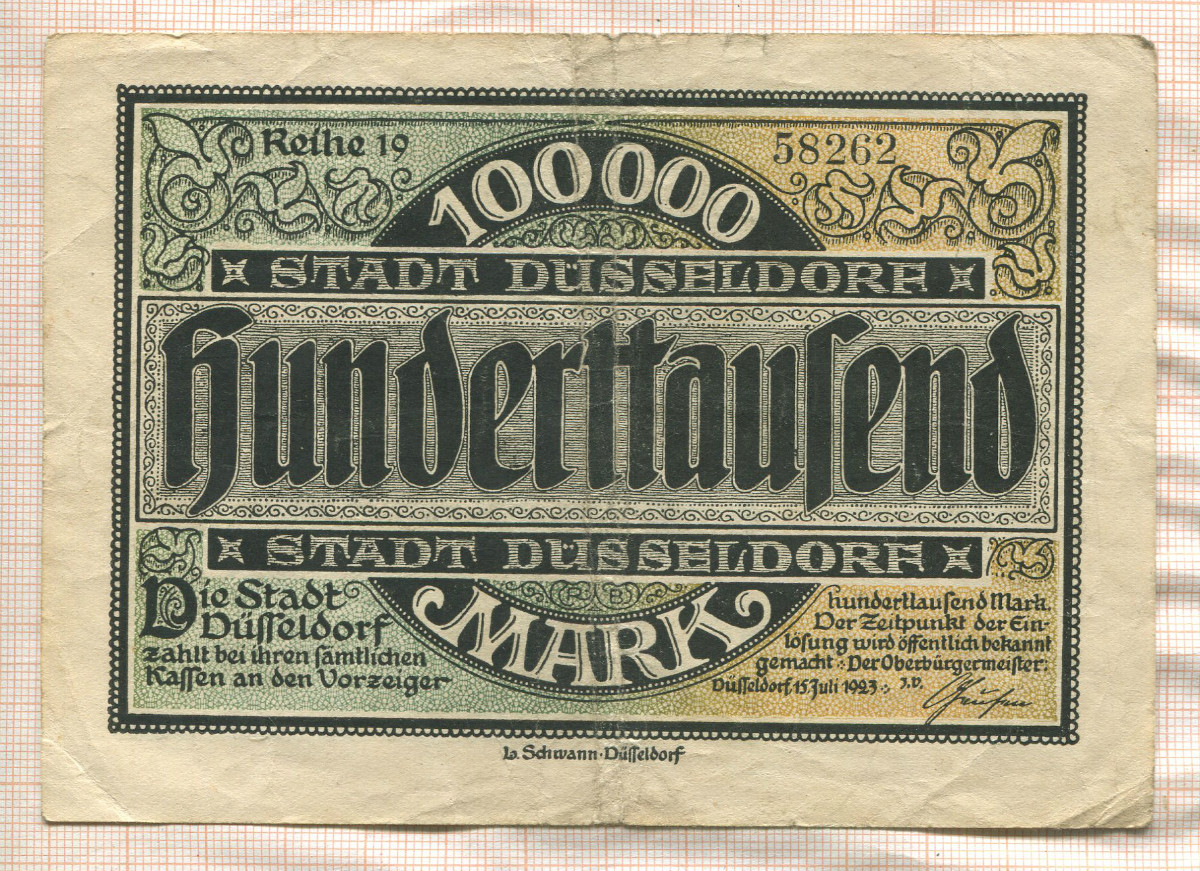 Reihe 19
58262
100000
STADT DÜSSELDORF
Hunderttausend
STADT DÜSSELDORF
Die Stadt
Düsseldorf
zahlt bei ihren sämtlichen
Kassen an den Vorzeiger
MARK
hunderttausend Mark.
Der Zeitpunkt der Ein-
lösung wird öffentlich bekannt
gemacht : Der Oberbürgermeister:
Düsseldorf 15. Juli 1923 : J.V.
L. Schwann · Düsseldorf